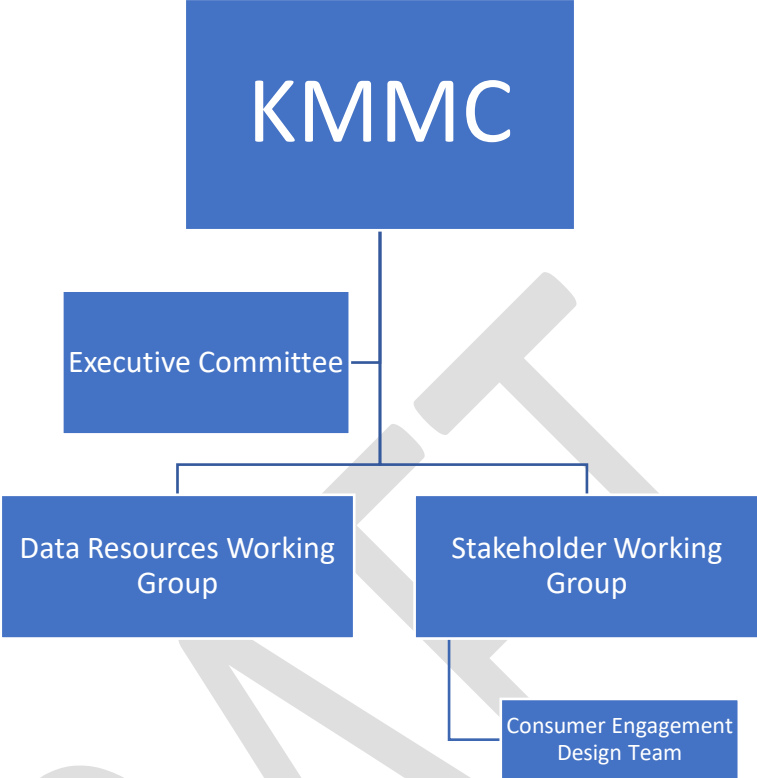 KMMC
Executive Committee
Data Resources Working
Group
Stakeholder Working
Group
Consumer Engagement
Design Team